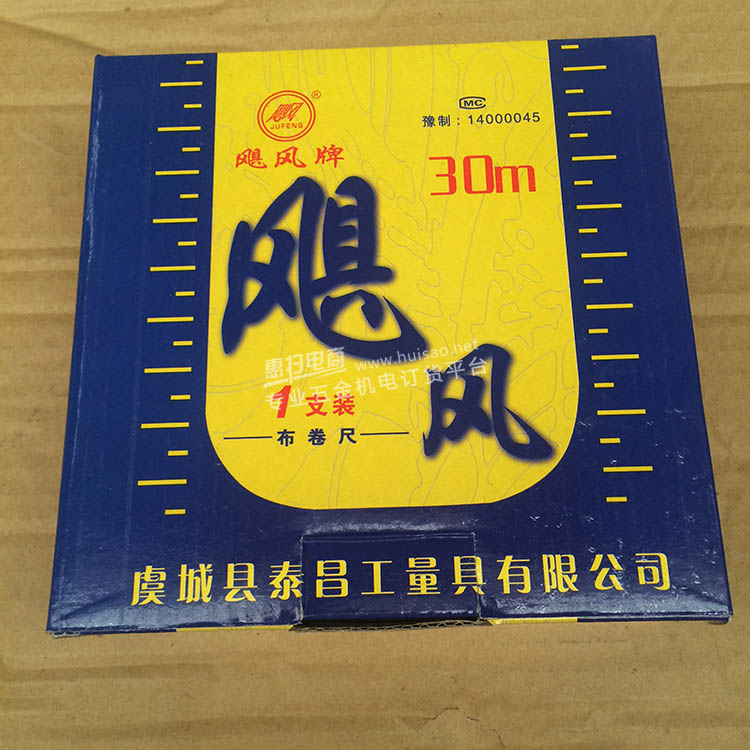 JUFENG
®
MC
豫制：14000045
飓风牌
30m
飓风
惠扫电商 www.huisao.net
专业五金机电订货平台
1支装
布卷尺
虞城县泰昌工量具有限公司